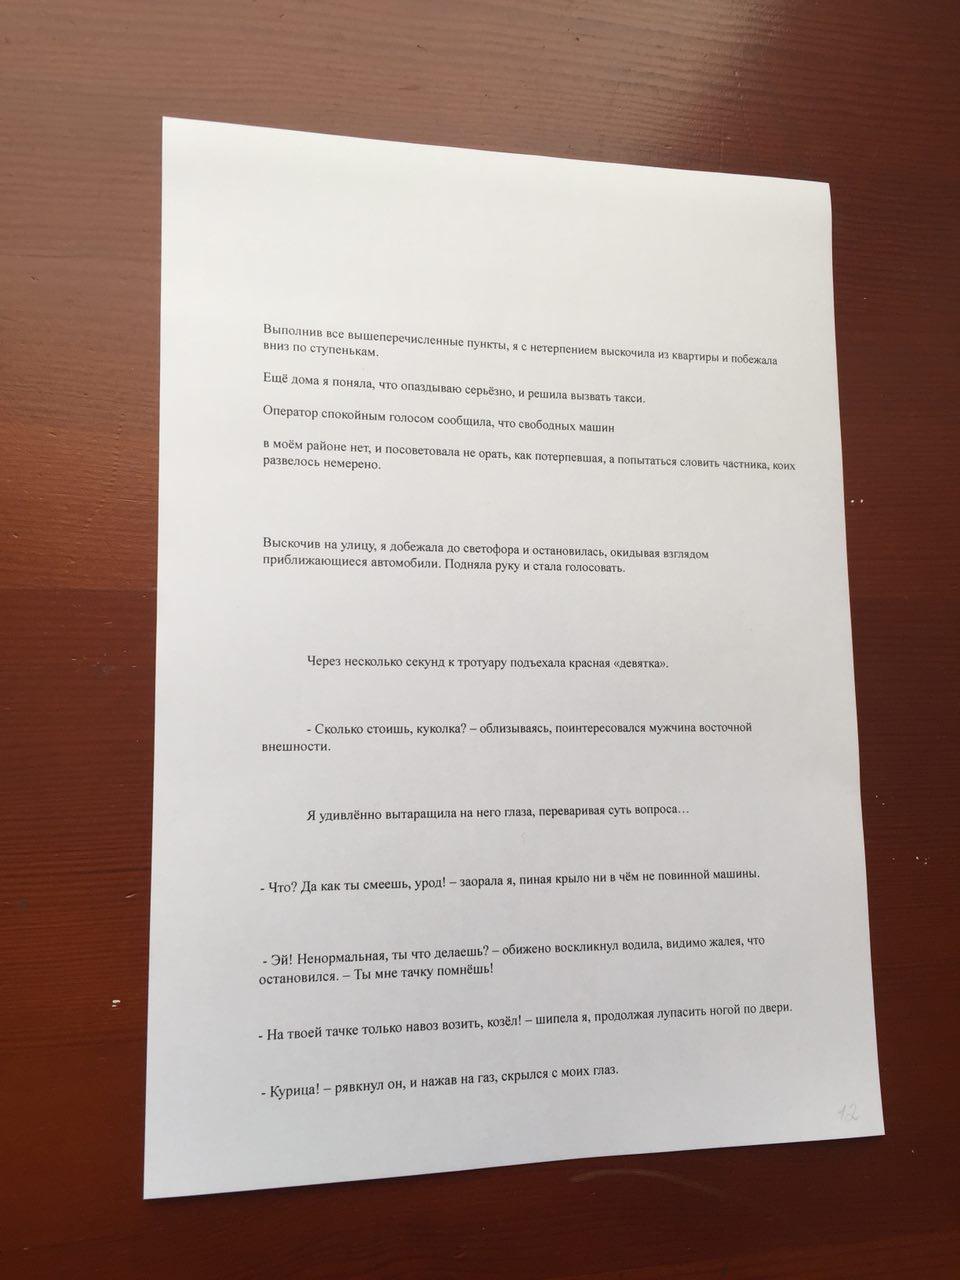 Выполнив все вышеперечисленные пункты, я с нетерпением выскочила из квартиры и побежала
вниз по ступенькам.
Ещё дома я поняла, что опаздываю серьёзно, и решила вызвать такси.
Оператор спокойным голосом сообщила, что свободных машин
в моём районе нет, и посоветовала не орать, как потерпевшая, а попытаться словить частника, коих
развелось немерено.
Выскочив на улицу, я добежала до светофора и остановилась, окидывая взглядом
приближающиеся автомобили. Подняла руку и стала голосовать.
Через несколько секунд к тротуару подъехала красная «девятка».
- Сколько стоишь, куколка? – облизываясь, поинтересовался мужчина восточной
внешности.
Я удивлённо вытаращила на него глаза, переваривая суть вопроса…
- Что? Да как ты смеешь, урод! – заорала я, пиная крыло ни в чём не повинной машины.
- Эй! Ненормальная, ты что делаешь? – обижено воскликнул водила, видимо жалея, что
остановился. – Ты мне тачку помнёшь!
- На твоей тачке только навоз возить, козёл! – шипела я, продолжая лупасить ногой по двери.
- Курица! – рявкнул он, и нажав на газ, скрылся с моих глаз.
12